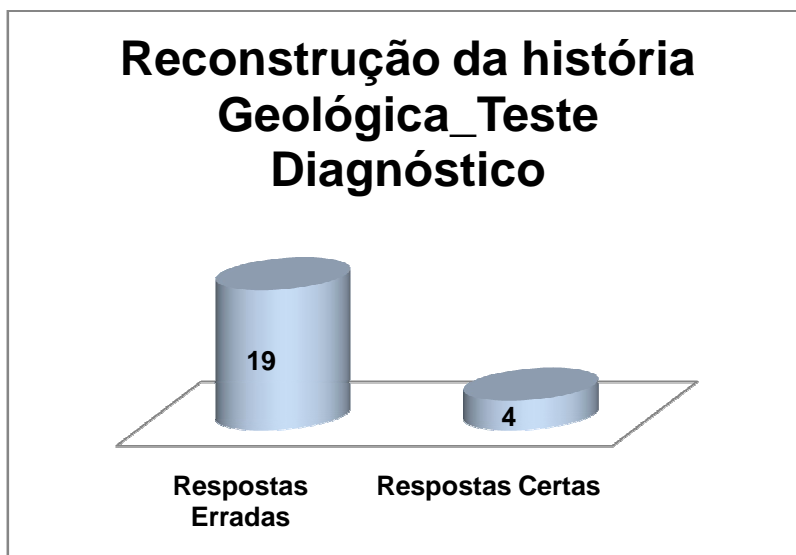 Reconstrução da história
Geológica_Teste
Diagnóstico
19
4
Respostas
Erradas
Respostas Certas